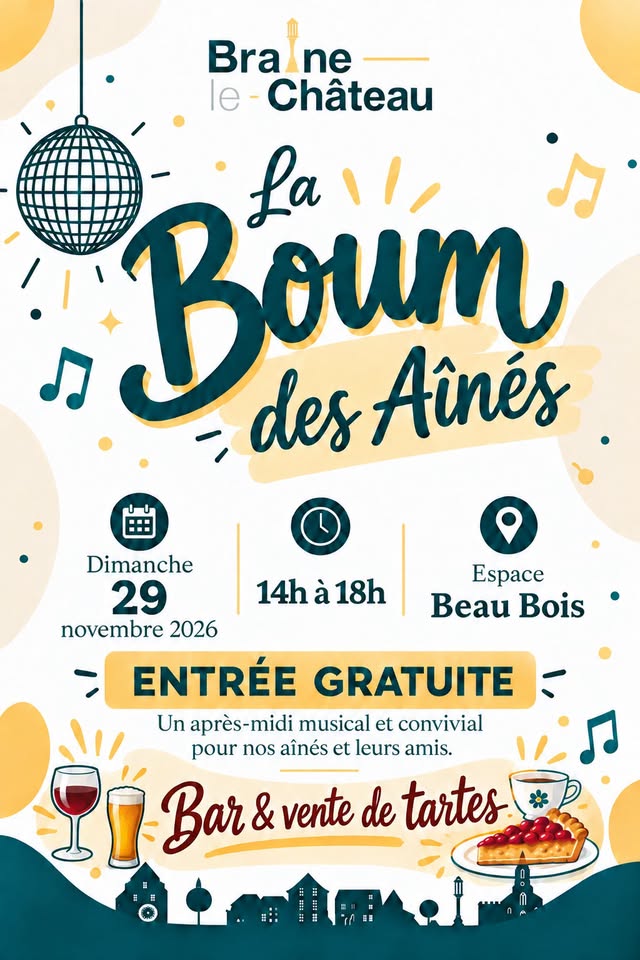 Braine
le - Château
La
Boum
des Aînés
Dimanche
29
novembre 2026
14h à 18h
Espace
Beau Bois
ENTRÉE GRATUITE
Un après-midi musical et convivial
pour nos aînés et leurs amis.
Bar & vente de tartes